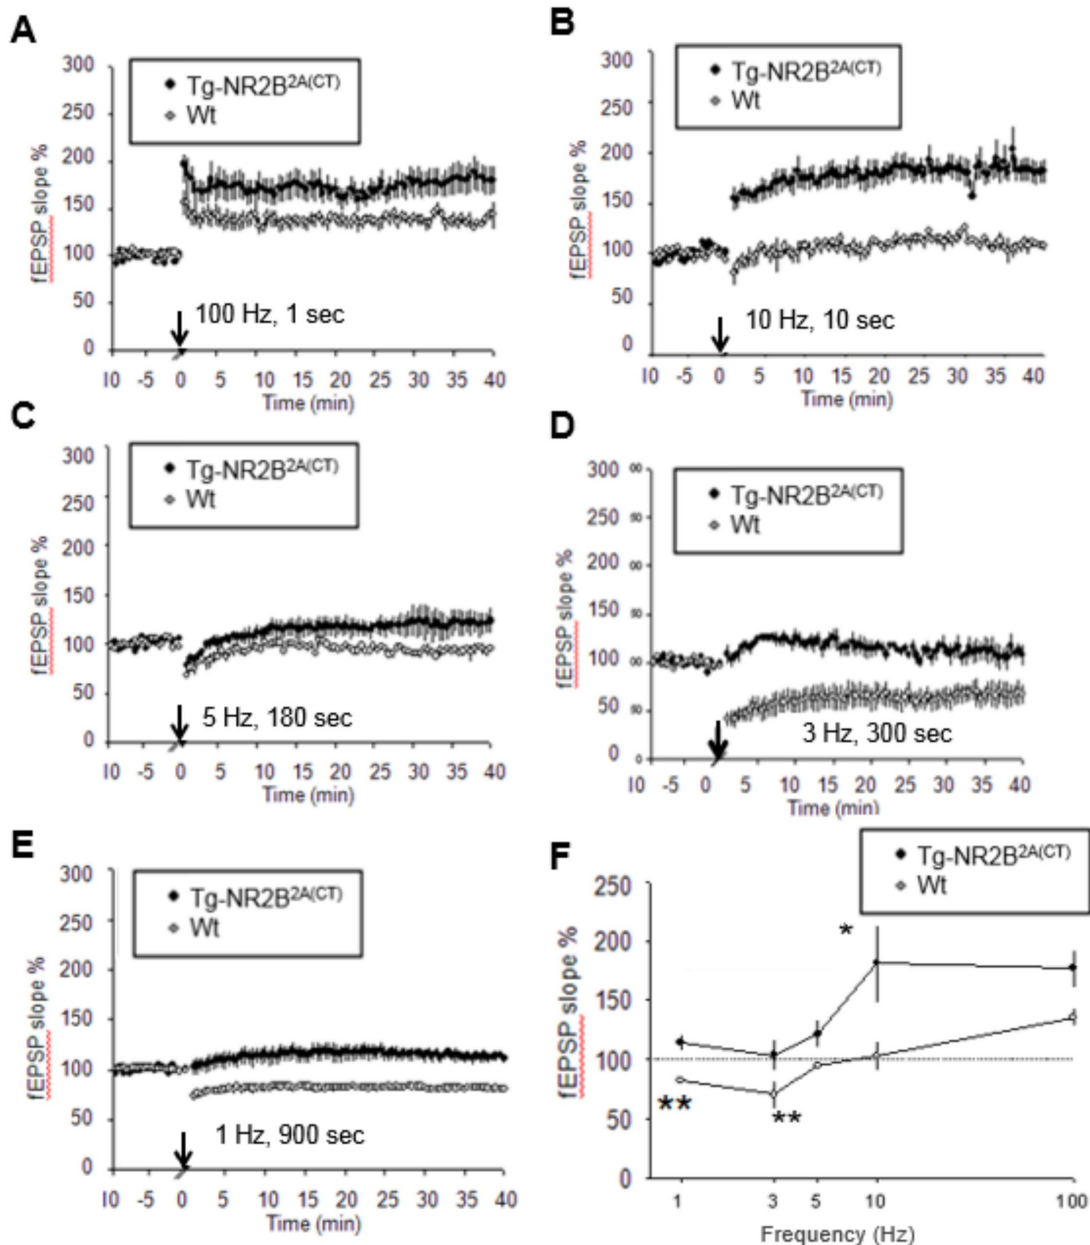 A
300
250
200
150
100
50
0
fEPSP slope %
Tg-NR2B2A(CT)
Wt
100 Hz, 1 sec
I0 -5 0 5 10 15 20 25 30 35 40
Time (min)
B
300
250
200
150
100
50
0
fEPSP slope %
Tg-NR2B2A(CT)
Wt
10 Hz, 10 sec
I0 -5 0 5 10 15 20 25 30 35 40
Time (min)
C
300
250
200
150
100
50
0
fEPSP slope %
Tg-NR2B2A(CT)
Wt
5 Hz, 180 sec
I0 -5 0 5 10 15 20 25 30 35 40
Time (min)
D
300
250
200
150
100
50
0
fEPSP slope %
Tg-NR2B2A(CT)
Wt
3 Hz, 300 sec
I0 -5 0 5 10 15 20 25 30 35 40
Time (min)
E
300
250
200
150
100
50
0
fEPSP slope %
Tg-NR2B2A(CT)
Wt
1 Hz, 900 sec
I0 -5 0 5 10 15 20 25 30 35 40
Time (min)
F
Tg-NR2B2A(CT)
Wt
250
200
150
100
50
0
fEPSP slope %
*
**
**
1 3 5 10 100
Frequency (Hz)